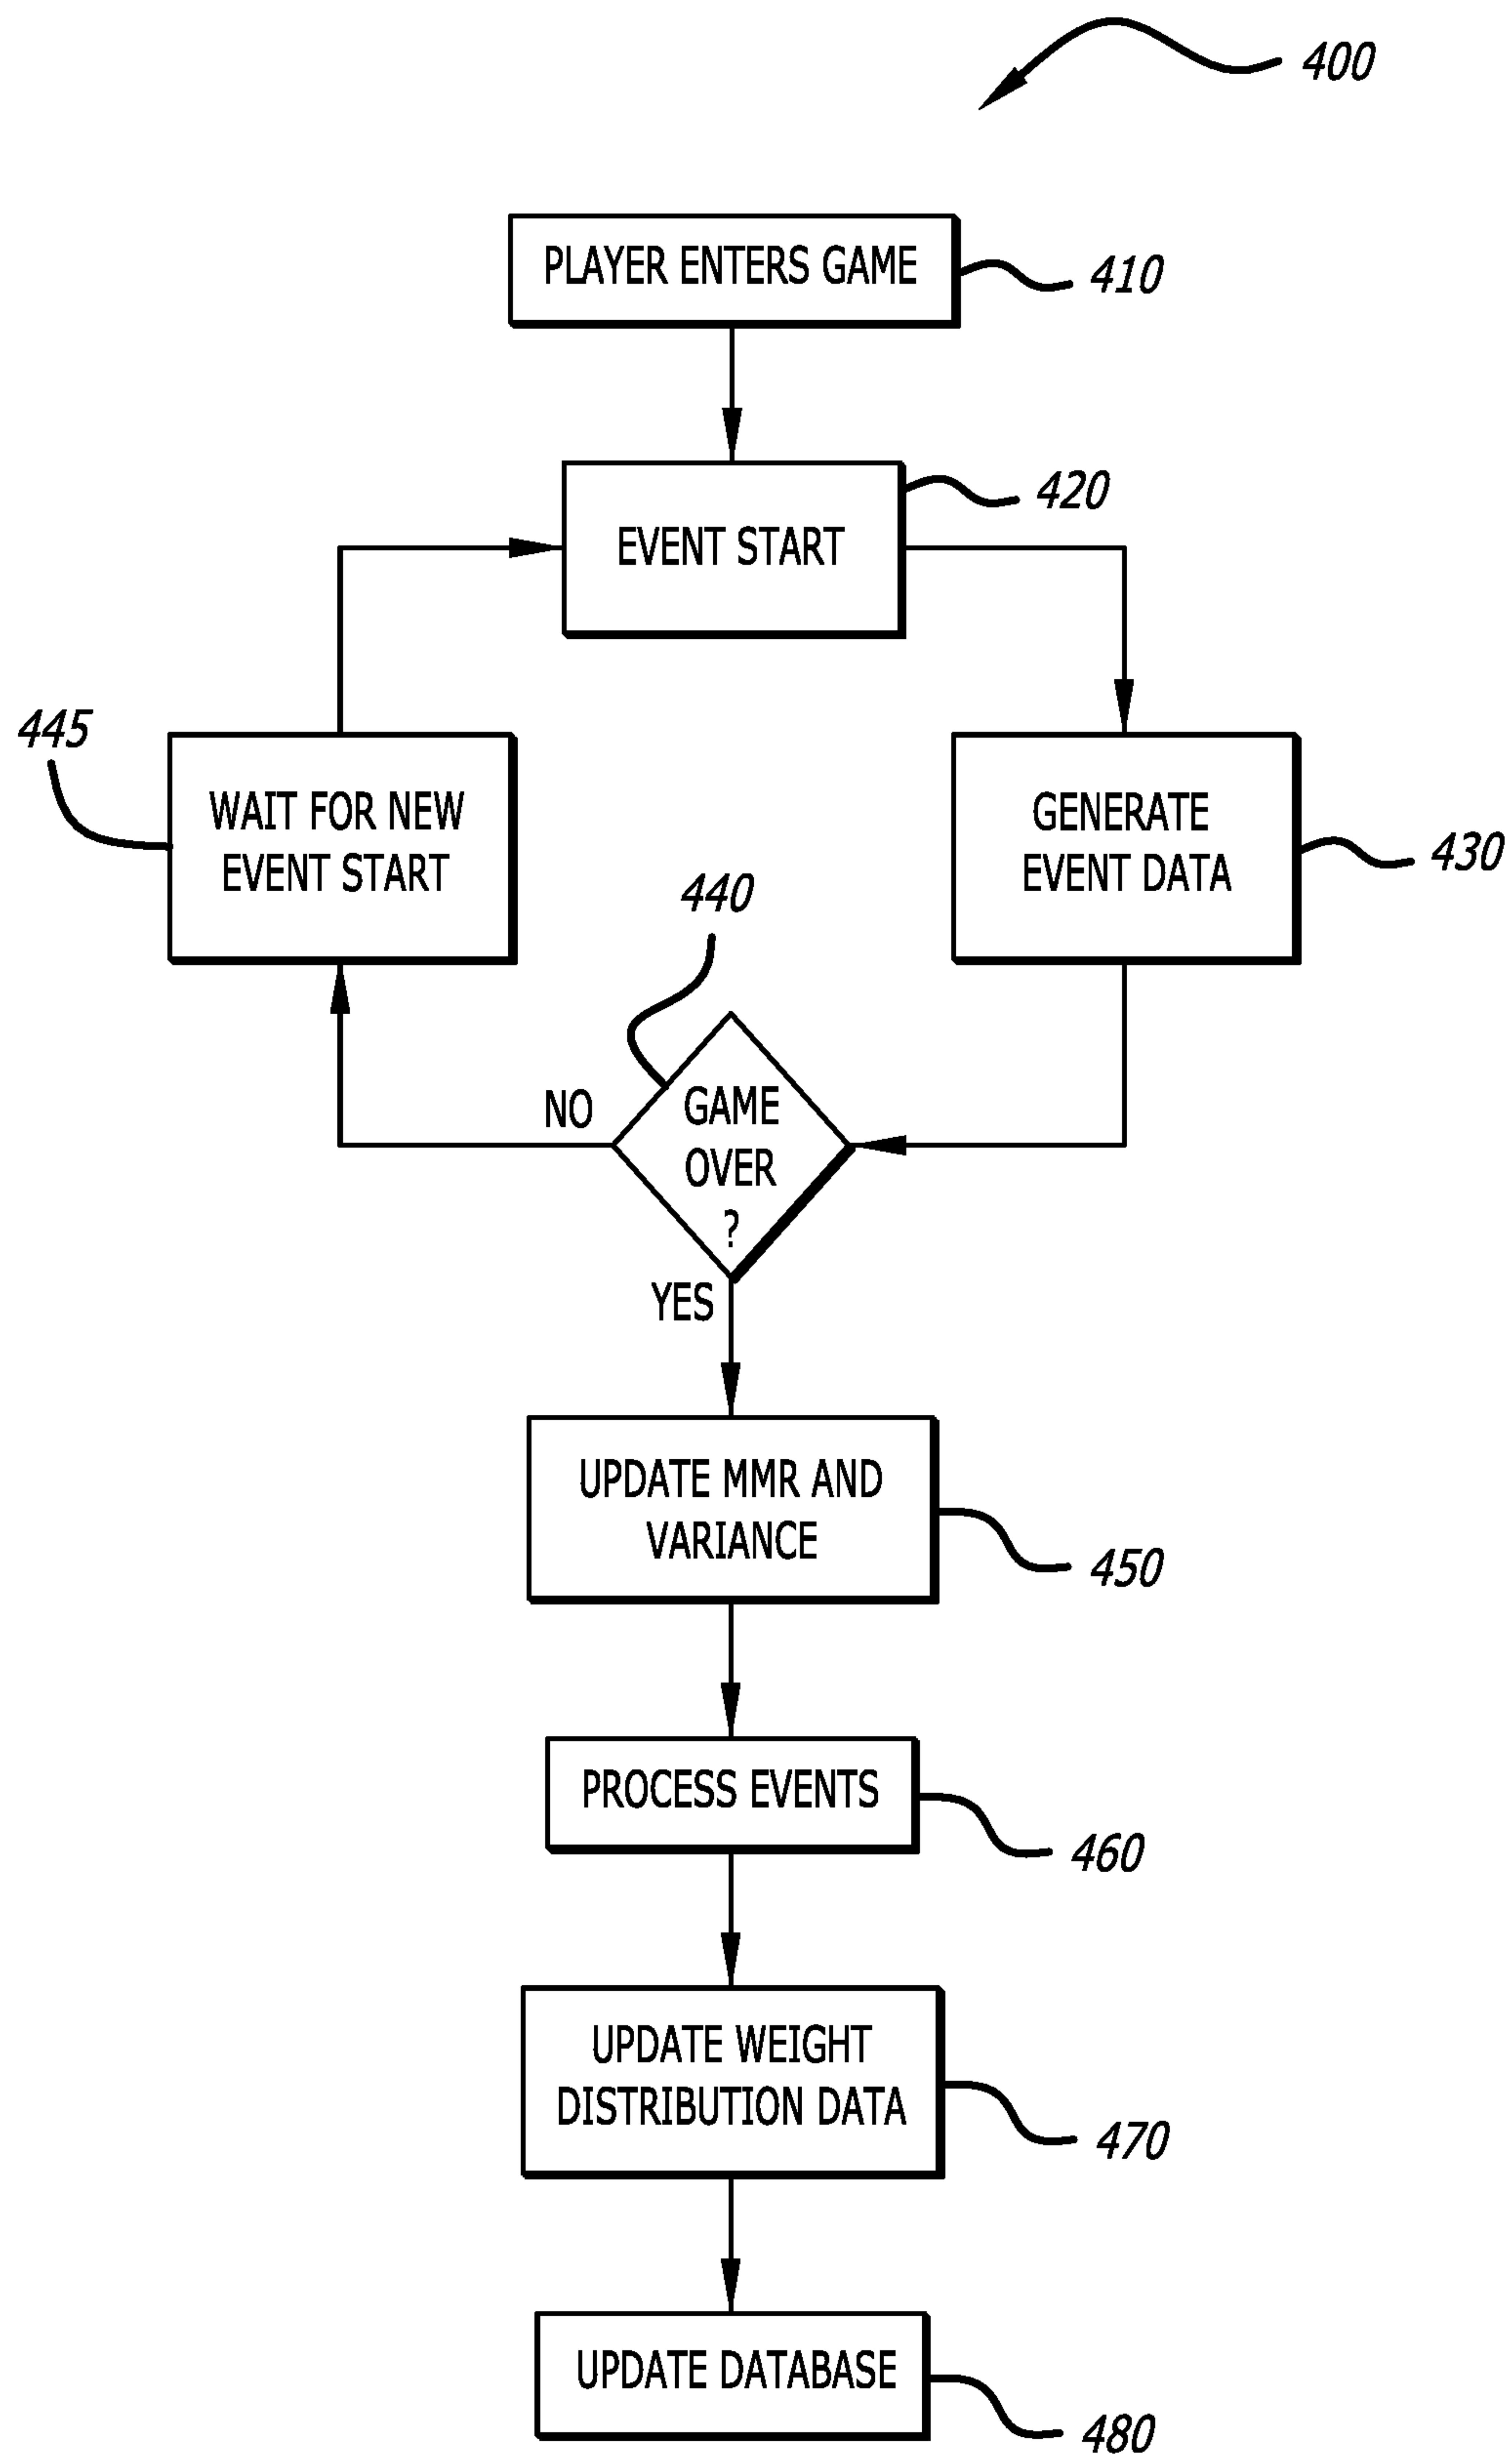 400
PLAYER ENTERS GAME
410
EVENT START
420
445
WAIT FOR NEW
EVENT START
GENERATE
EVENT DATA
430
440
NO
GAME
OVER
?
YES
UPDATE MMR AND
VARIANCE
450
PROCESS EVENTS
460
UPDATE WEIGHT
DISTRIBUTION DATA
470
UPDATE DATABASE
480